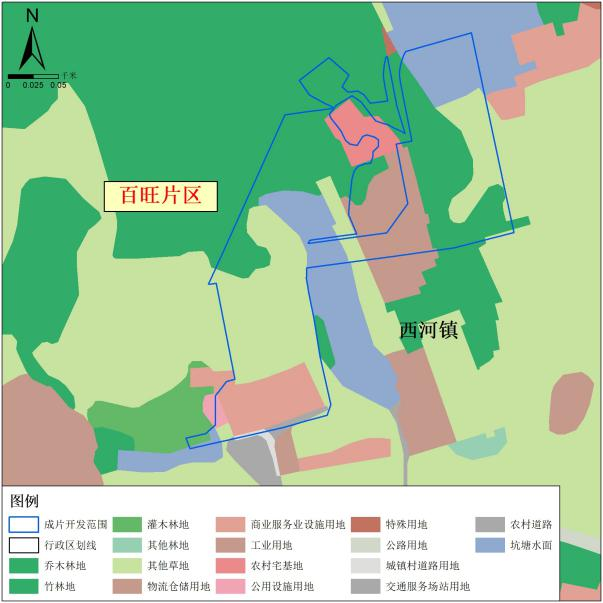 N
千米
0 0.025 0.05
百旺片区
西河镇
图例
成片开发范围 灌木林地 商业服务业设施用地 特殊用地 农村道路
行政区划线 其他林地 工业用地 公路用地 坑塘水面
乔木林地 其他草地 农村宅基地 城镇村道路用地
竹林地 物流仓储用地 公用设施用地 交通服务场站用地